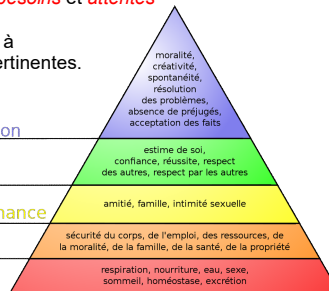 besoins et attentes
à
ertinentes.
moralité,
créativité,
spontanéité,
résolution
des problèmes,
absence de préjugés,
acceptation des faits
on
estime de soi,
confiance, réussite, respect
des autres, respect par les autres
nance
amitié, famille, intimité sexuelle
sécurité du corps, de l'emploi, des ressources, de
la moralité, de la famille, de la santé, de la propriété
respiration, nourriture, eau, sexe,
sommeil, homéostase, excrétion